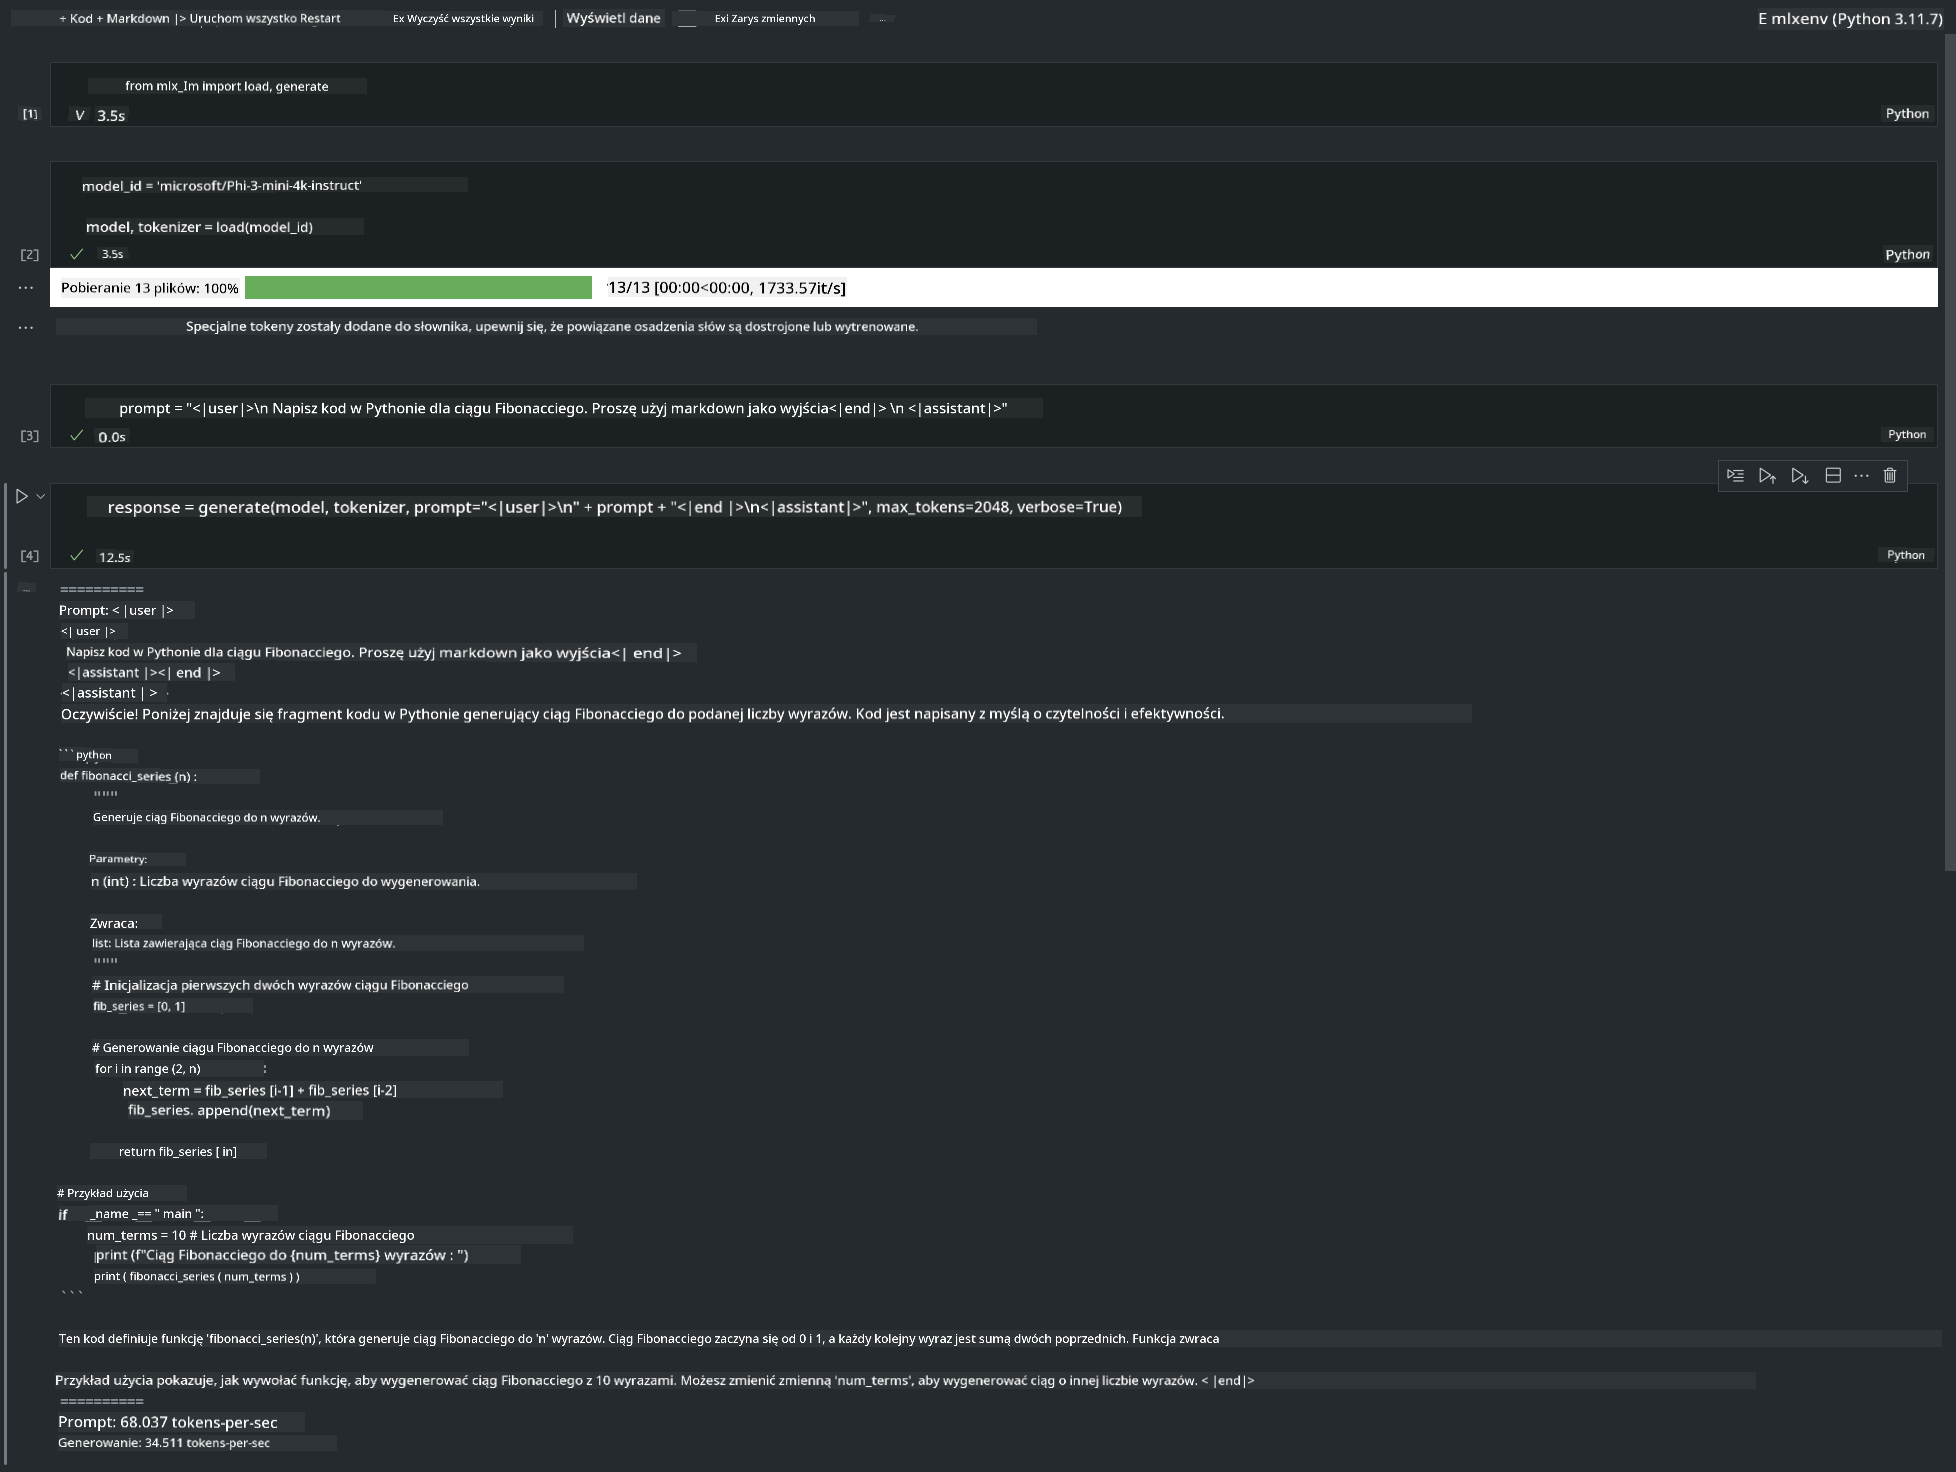 + Kod + Markdown |> Uruchom wszystko Restart Ex Wyczyść wszystkie wyniki | Wyświetl dane Exi Zarys zmiennych ... E mlxenv (Python 3.11.7)
from mlx_Im import load, generate
[1] V 3.5s Python
model_id = 'microsoft/Phi-3-mini-4k-instruct'
model, tokenizer = load(model_id)
[2] ✓ 3.5s Python
... Pobieranie 13 plików: 100% 13/13 [00:00<00:00, 1733.57it/s]
... Specjalne tokeny zostały dodane do słownika, upewnij się, że powiązane osadzenia słów są dostrojone lub wytrenowane.
prompt = "<|user|>\n Napisz kod w Pythonie dla ciągu Fibonacciego. Proszę użyj markdown jako wyjścia<|end|> \n <|assistant|>"
[3] ✓ 0.0s Python
response = generate(model, tokenizer, prompt="<|user|>\n" + prompt + "<|end |>\n<|assistant|>", max_tokens=2048, verbose=True)
[4] ✓ 12.5s Python
... ==========
Prompt: < |user |>
<| user |>
Napisz kod w Pythonie dla ciągu Fibonacciego. Proszę użyj markdown jako wyjścia<| end|>
<|assistant |><| end |>
<|assistant | >
Oczywiście! Poniżej znajduje się fragment kodu w Pythonie generujący ciąg Fibonacciego do podanej liczby wyrazów. Kod jest napisany z myślą o czytelności i efektywności.
```python
def fibonacci_series (n) :
"""
Generuje ciąg Fibonacciego do n wyrazów.
Parametry:
n (int) : Liczba wyrazów ciągu Fibonacciego do wygenerowania.
Zwraca:
list: Lista zawierająca ciąg Fibonacciego do n wyrazów.
"""
# Inicjalizacja pierwszych dwóch wyrazów ciągu Fibonacciego
fib_series = [0, 1]
# Generowanie ciągu Fibonacciego do n wyrazów
for i in range (2, n) :
next_term = fib_series [i-1] + fib_series [i-2]
fib_series. append(next_term)
return fib_series [ in]
# Przykład użycia
if _name _== " main ":
num_terms = 10 # Liczba wyrazów ciągu Fibonacciego
print (f"Ciąg Fibonacciego do {num_terms} wyrazów : ")
print ( fibonacci_series ( num_terms ) )
```
Ten kod definiuje funkcję 'fibonacci_series(n)', która generuje ciąg Fibonacciego do 'n' wyrazów. Ciąg Fibonacciego zaczyna się od 0 i 1, a każdy kolejny wyraz jest sumą dwóch poprzednich. Funkcja zwraca
Przykład użycia pokazuje, jak wywołać funkcję, aby wygenerować ciąg Fibonacciego z 10 wyrazami. Możesz zmienić zmienną 'num_terms', aby wygenerować ciąg o innej liczbie wyrazów. < |end|>
==========
Prompt: 68.037 tokens-per-sec
Generowanie: 34.511 tokens-per-sec